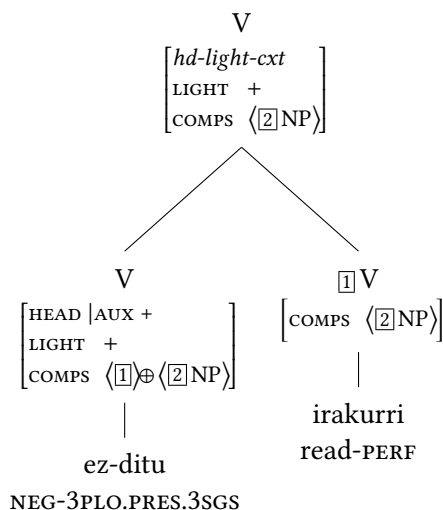 V
hd-light-cxt
LIGHT +
COMPS ⟨[2]NP⟩
V
HEAD |AUX +
LIGHT +
COMPS ⟨[1]⟩⊕⟨[2]NP⟩
ez-ditu
NEG-3PLO.PRES.3SGS
[1]V
COMPS ⟨[2]NP⟩
irakurri
read-PERF